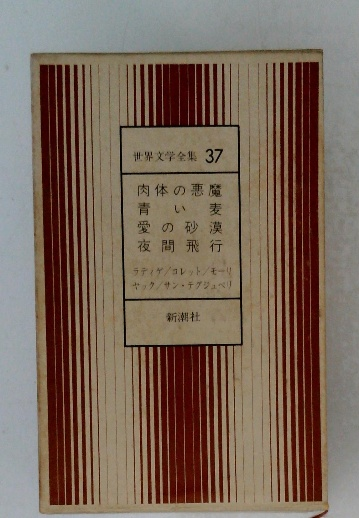 世界文学全集 37
肉体の悪魔
青い麦
愛の砂漠
夜間飛行
ラディゲ/コレット/モーリ
ヤック/サン・テグジュペリ
新潮社